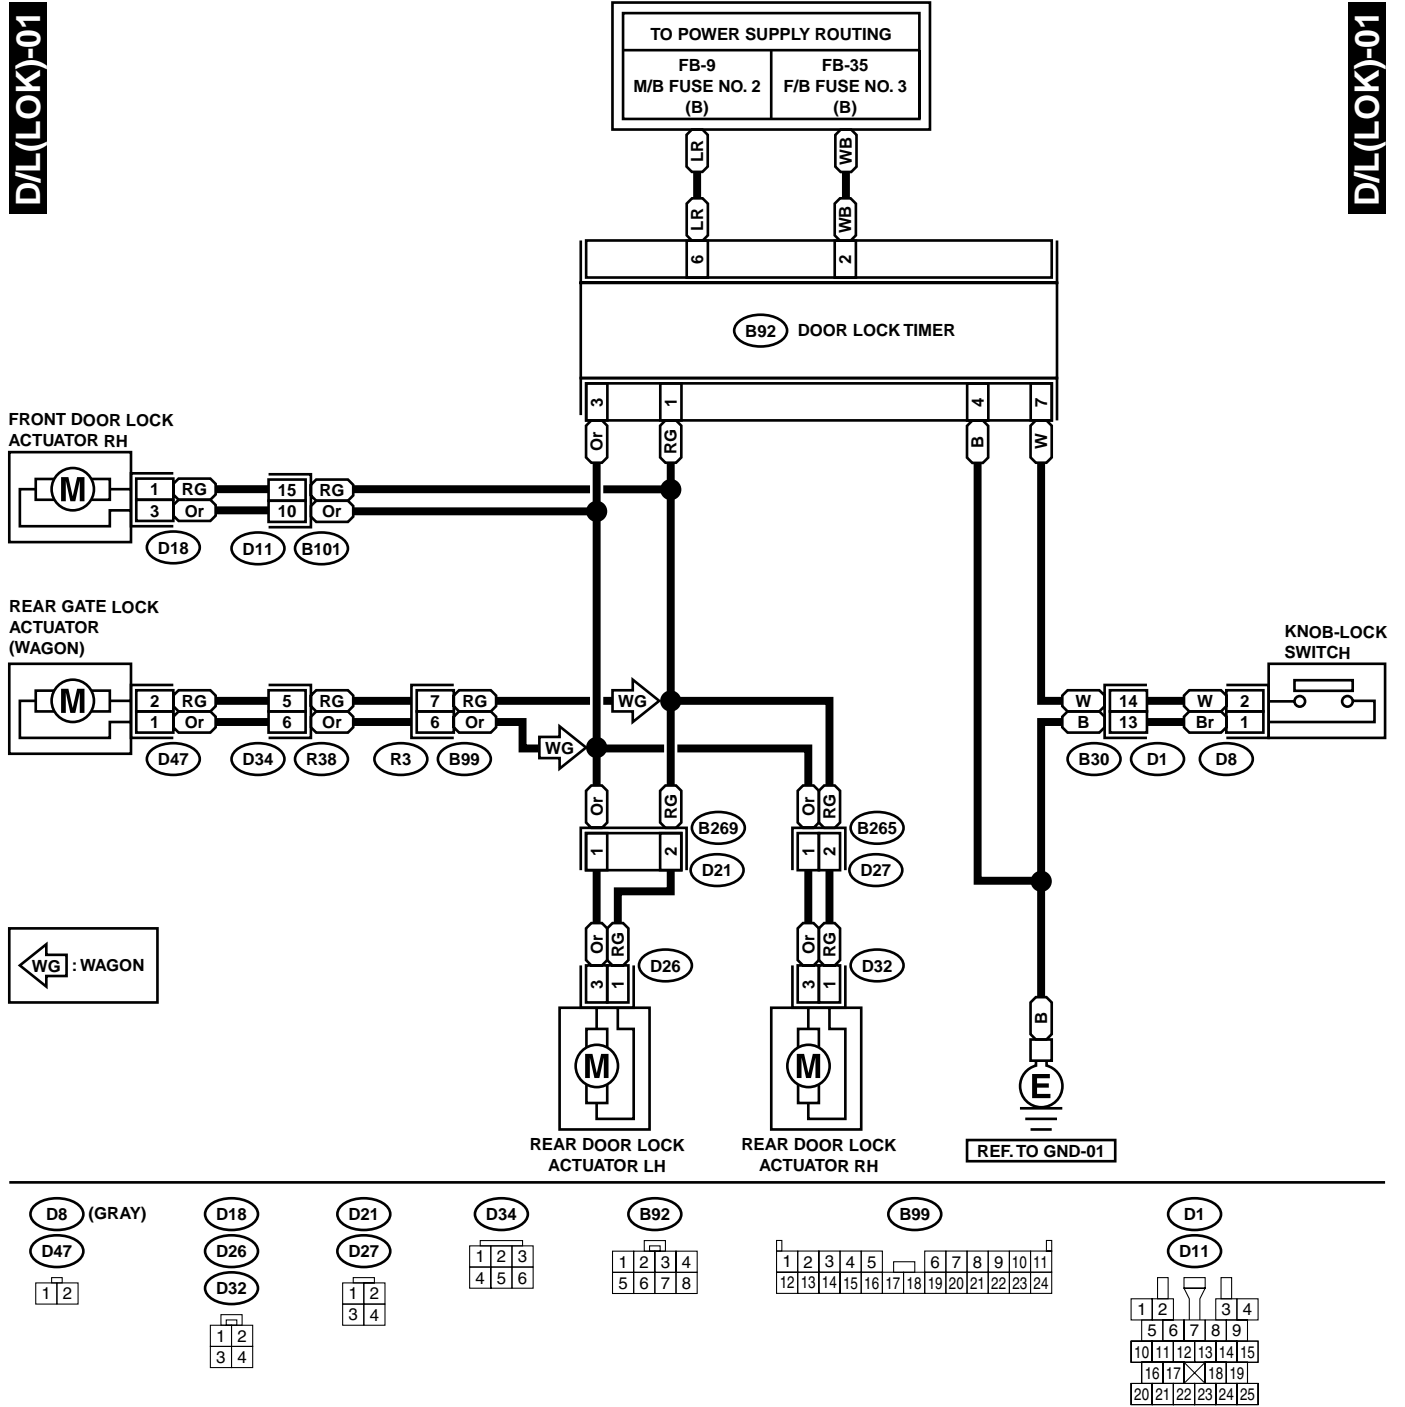 D/L(LOK)-01
D/L(LOK)-01
TO POWER SUPPLY ROUTING
FB-9
M/B FUSE NO. 2
(B)
FB-35
F/B FUSE NO. 3
(B)
LR
WB
LR
WB
6
2
B92
DOOR LOCK TIMER
3
1
4
7
Or
RG
B
W
FRONT DOOR LOCK
ACTUATOR RH
M
1 RG 15 RG
3 Or 10 Or
D18
D11
B101
REAR GATE LOCK
ACTUATOR
(WAGON)
M
2 RG 5 RG 7 RG
1 Or 6 Or 6 Or
WG
WG
D47
D34
R38
R3
B99
KNOB-LOCK
SWITCH
W 14 W 2
B 13 Br 1
B30
D1
D8
Or
RG
Or
RG
B269
B265
1
2
1
2
D21
D27
Or
RG
Or
RG
D26
D32
3
1
3
1
M
M
REAR DOOR LOCK
ACTUATOR LH
REAR DOOR LOCK
ACTUATOR RH
WG : WAGON
B
E
REF. TO GND-01
D8 (GRAY)
D47
1 2
D18
D26
D32
1 2
3 4
D21
D27
1 2
3 4
D34
1 2 3
4 5 6
B92
1 2 3 4
5 6 7 8
B99
1 2 3 4 5 6 7 8 9 10 11
12 13 14 15 16 17 18 19 20 21 22 23 24
D1
D11
1 2 3 4
5 6 7 8 9
10 11 12 13 14 15
16 17 18 19
20 21 22 23 24 25